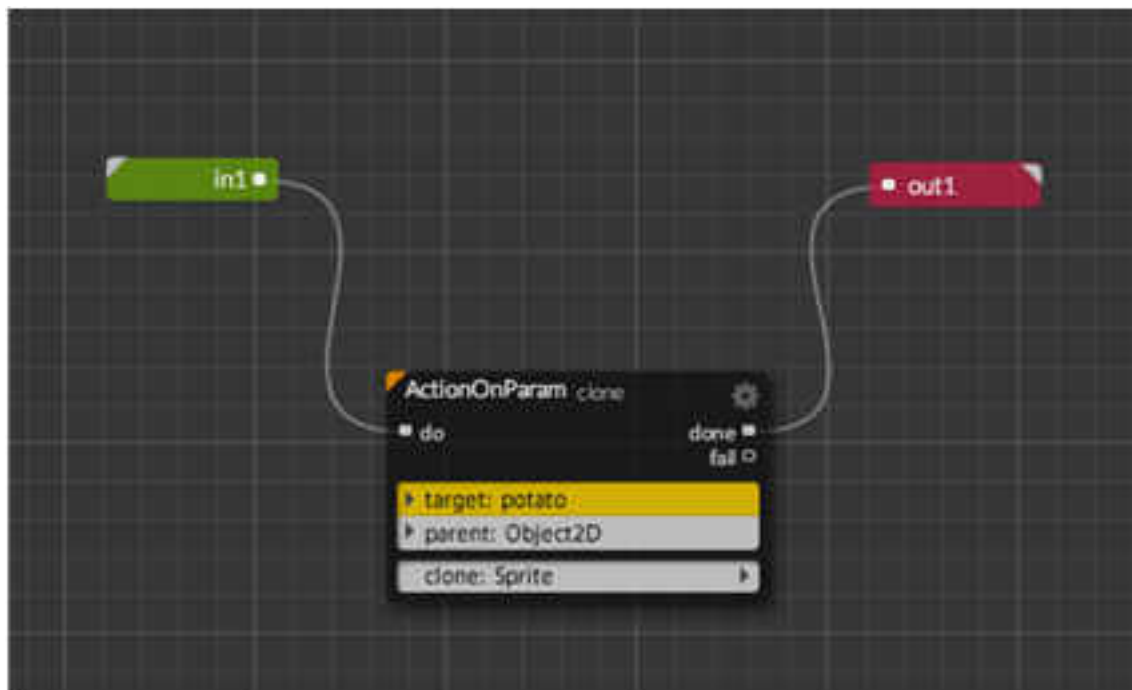 in1
out1
ActionOnParam clone
do
done
fail
target: potato
parent: Object2D
clone: Sprite